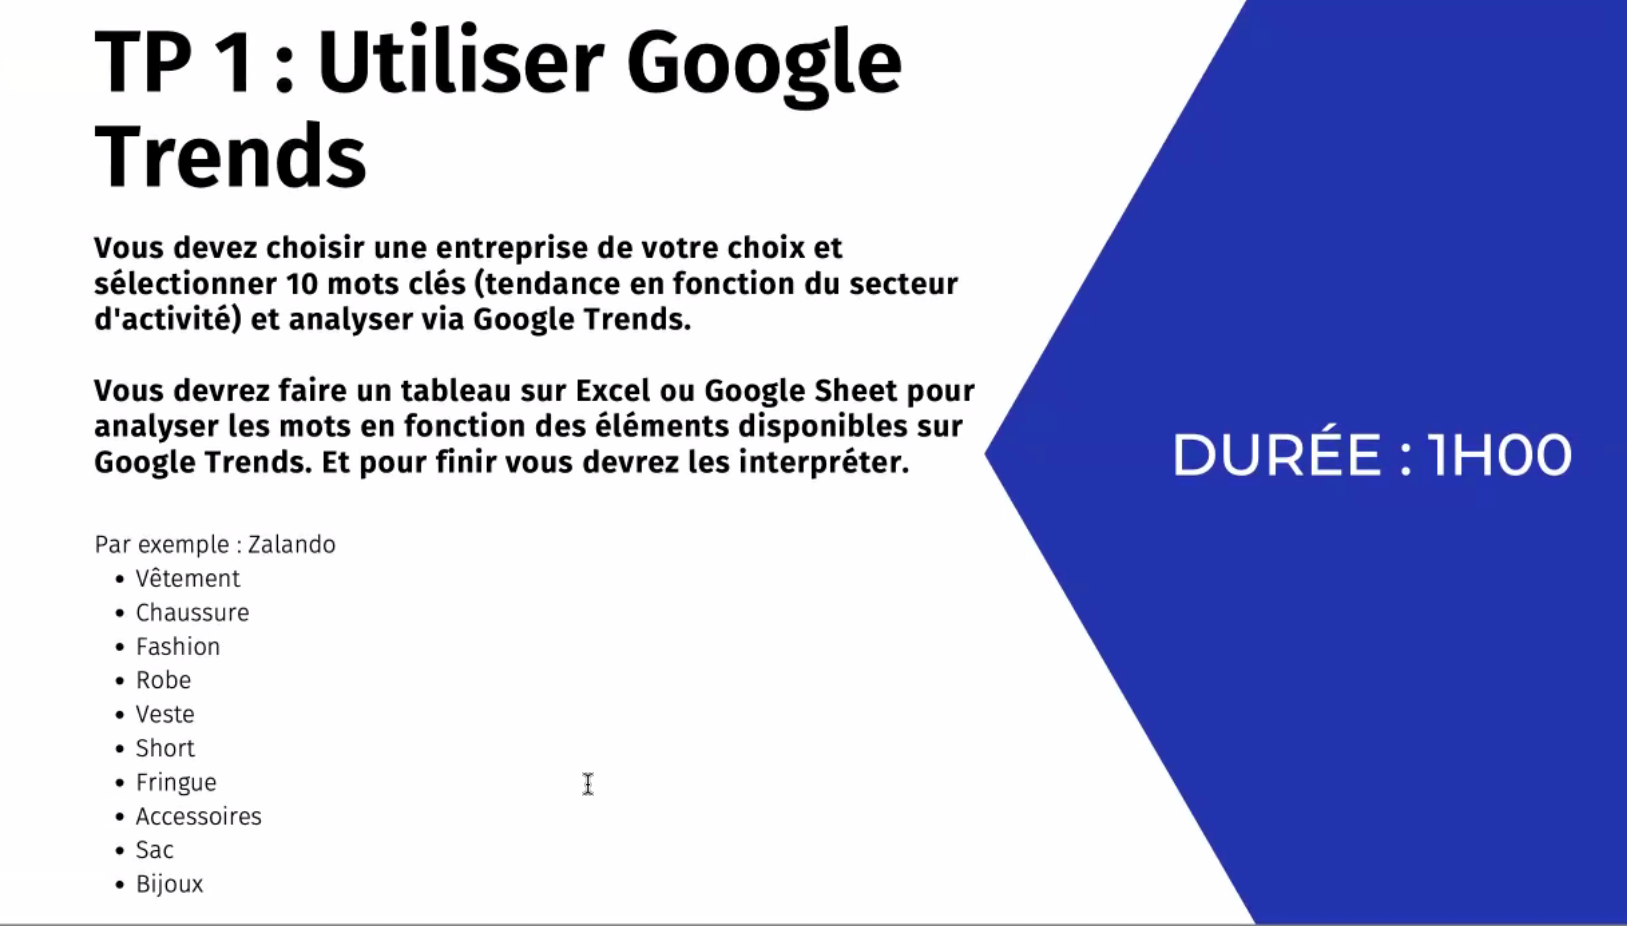 TP 1 : Utiliser Google
Trends
Vous devez choisir une entreprise de votre choix et
sélectionner 10 mots clés (tendance en fonction du secteur
d'activité) et analyser via Google Trends.
Vous devrez faire un tableau sur Excel ou Google Sheet pour
analyser les mots en fonction des éléments disponibles sur
Google Trends. Et pour finir vous devrez les interpréter.
DURÉE : 1H00
Par exemple : Zalando
• Vêtement
• Chaussure
• Fashion
• Robe
• Veste
• Short
• Fringue
• Accessoires
• Sac
• Bijoux